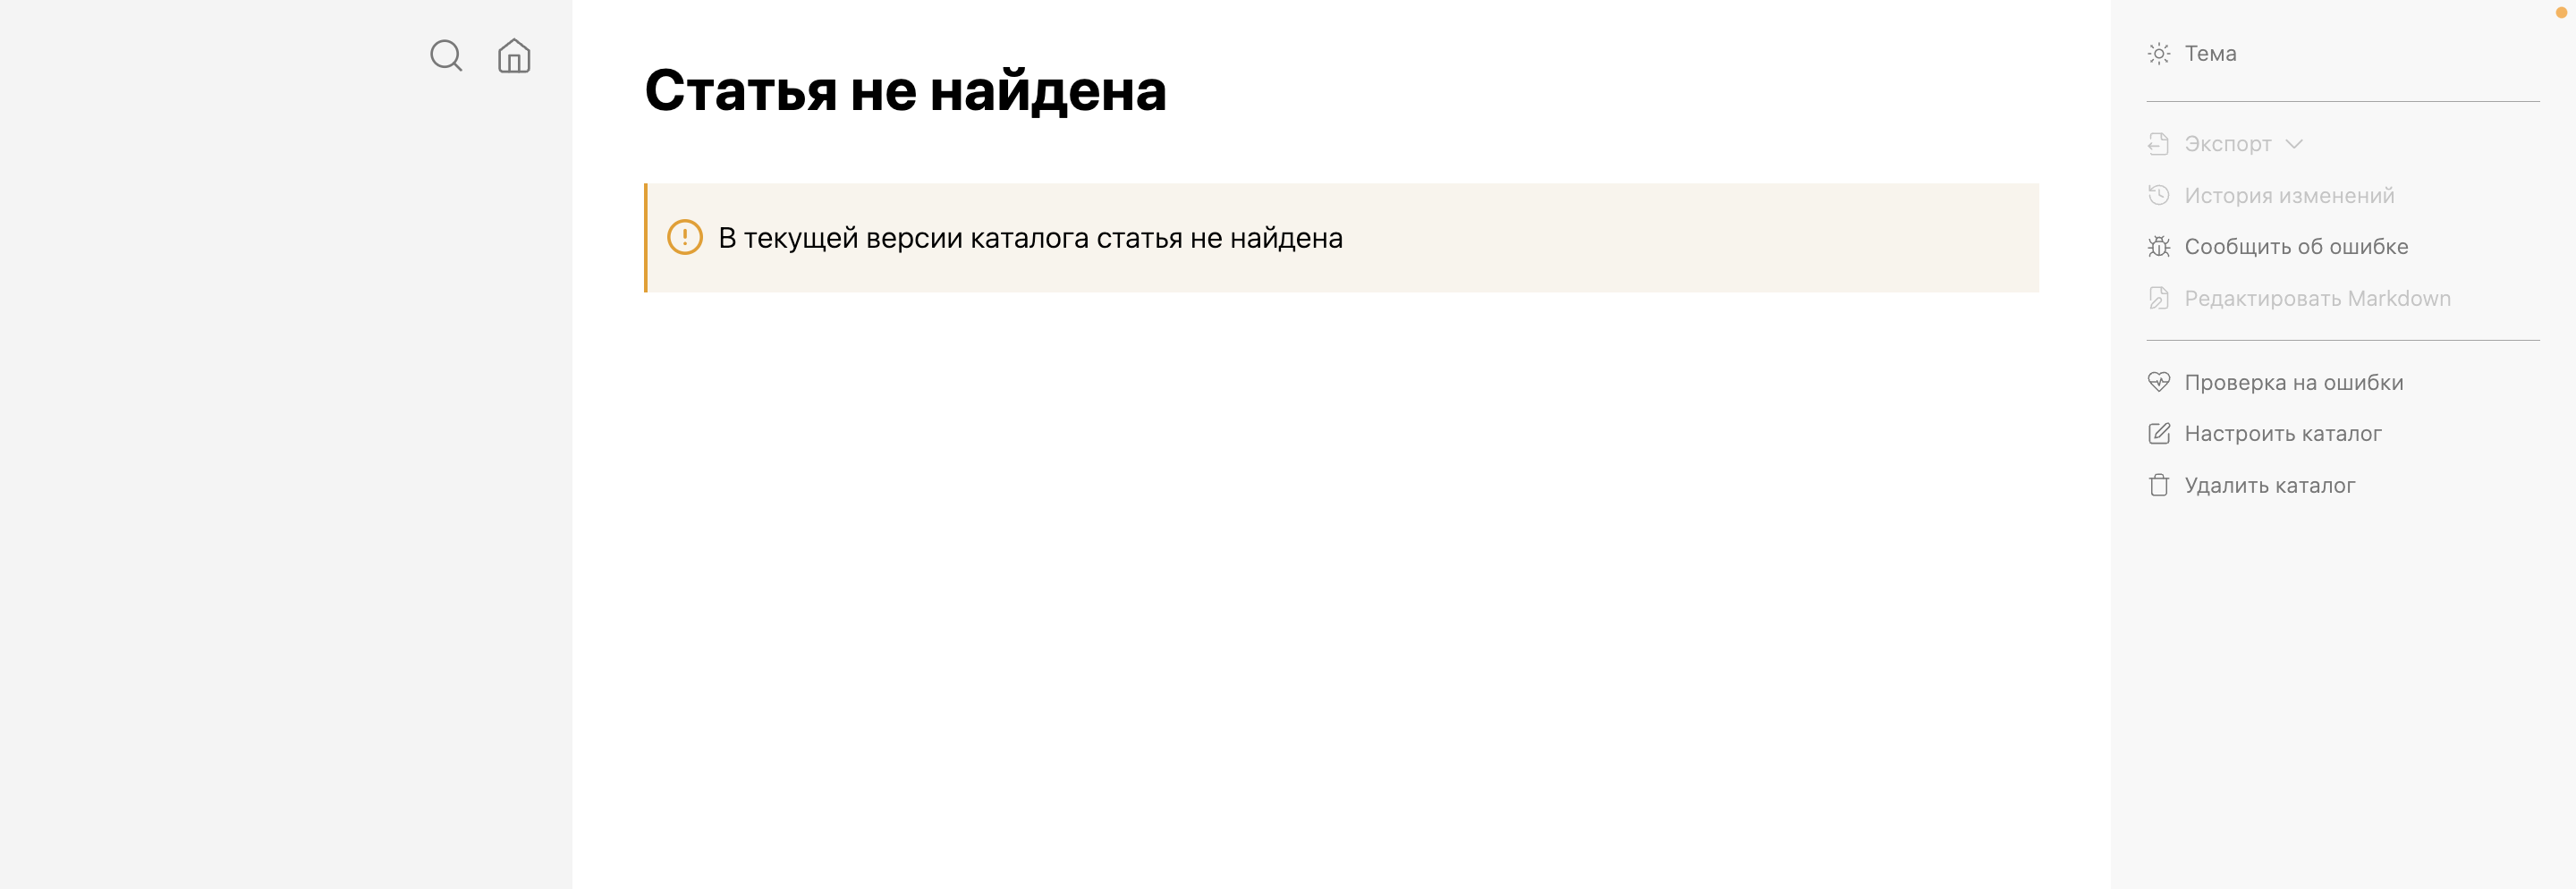 Статья не найдена
В текущей версии каталога статья не найдена
Тема
Экспорт
История изменений
Сообщить об ошибке
Редактировать Markdown
Проверка на ошибки
Настроить каталог
Удалить каталог